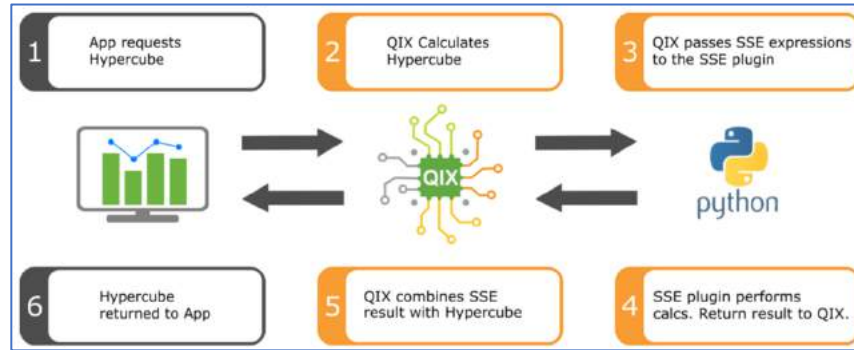 1
App requests
Hypercube
2
QIX Calculates
Hypercube
3
QIX passes SSE expressions
to the SSE plugin
QIX
python
6
Hypercube
returned to App
5
QIX combines SSE
result with Hypercube
4
SSE plugin performs
calcs. Return result to QIX.